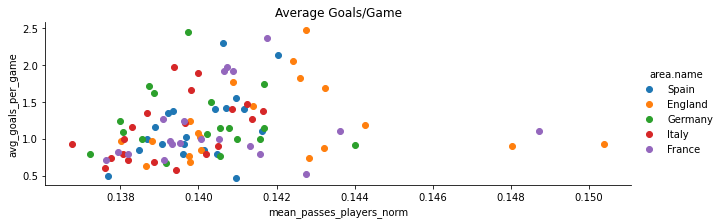 Average Goals/Game
avg_goals_per_game
2.5
2.0
1.5
1.0
0.5
0.138
0.140
0.142
0.144
0.146
0.148
0.150
mean_passes_players_norm
area.name
Spain
England
Germany
Italy
France